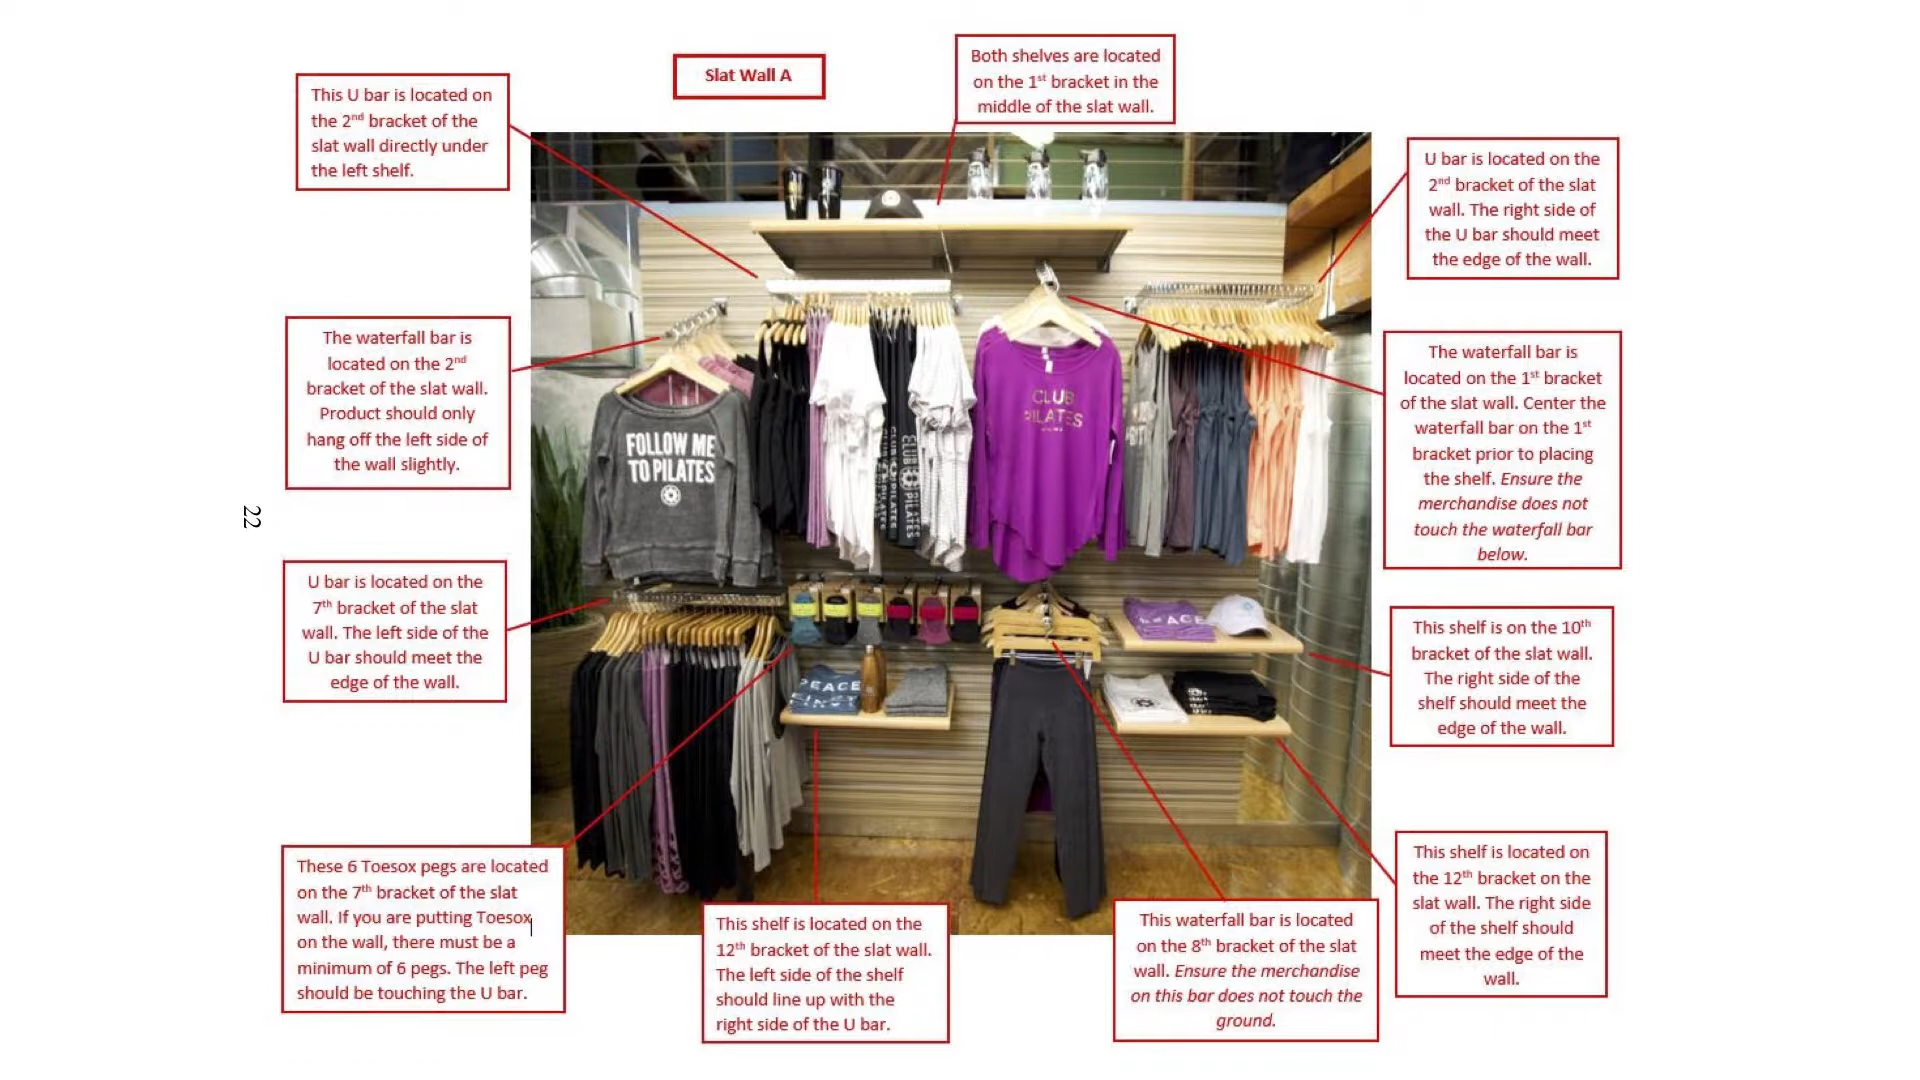 Slat Wall A
Both shelves are located
on the 1st bracket in the
middle of the slat wall.
This U bar is located on
the 2nd bracket of the
slat wall directly under
the left shelf.
U bar is located on the
2nd bracket of the slat
wall. The right side of
the U bar should meet
the edge of the wall.
The waterfall bar is
located on the 2nd
bracket of the slat wall.
Product should only
hang off the left side of
the wall slightly.
The waterfall bar is
located on the 1st bracket
of the slat wall. Center the
waterfall bar on the 1st
bracket prior to placing
the shelf. Ensure the
merchandise does not
touch the waterfall bar
below.
FOLLOW ME
TO PILATES
CLUB
PILATES
CLUB PILATES
CLUB PILATES
22
U bar is located on the
7th bracket of the slat
wall. The left side of the
U bar should meet the
edge of the wall.
This shelf is on the 10th
bracket of the slat wall.
The right side of the
shelf should meet the
edge of the wall.
PEACE
PEACE
These 6 Toesox pegs are located
on the 7th bracket of the slat
wall. If you are putting Toesox
on the wall, there must be a
minimum of 6 pegs. The left peg
should be touching the U bar.
This shelf is located on the
12th bracket of the slat wall.
The left side of the shelf
should line up with the
right side of the U bar.
This waterfall bar is located
on the 8th bracket of the slat
wall. Ensure the merchandise
on this bar does not touch the
ground.
This shelf is located on
the 12th bracket on the
slat wall. The right side
of the shelf should
meet the edge of the
wall.